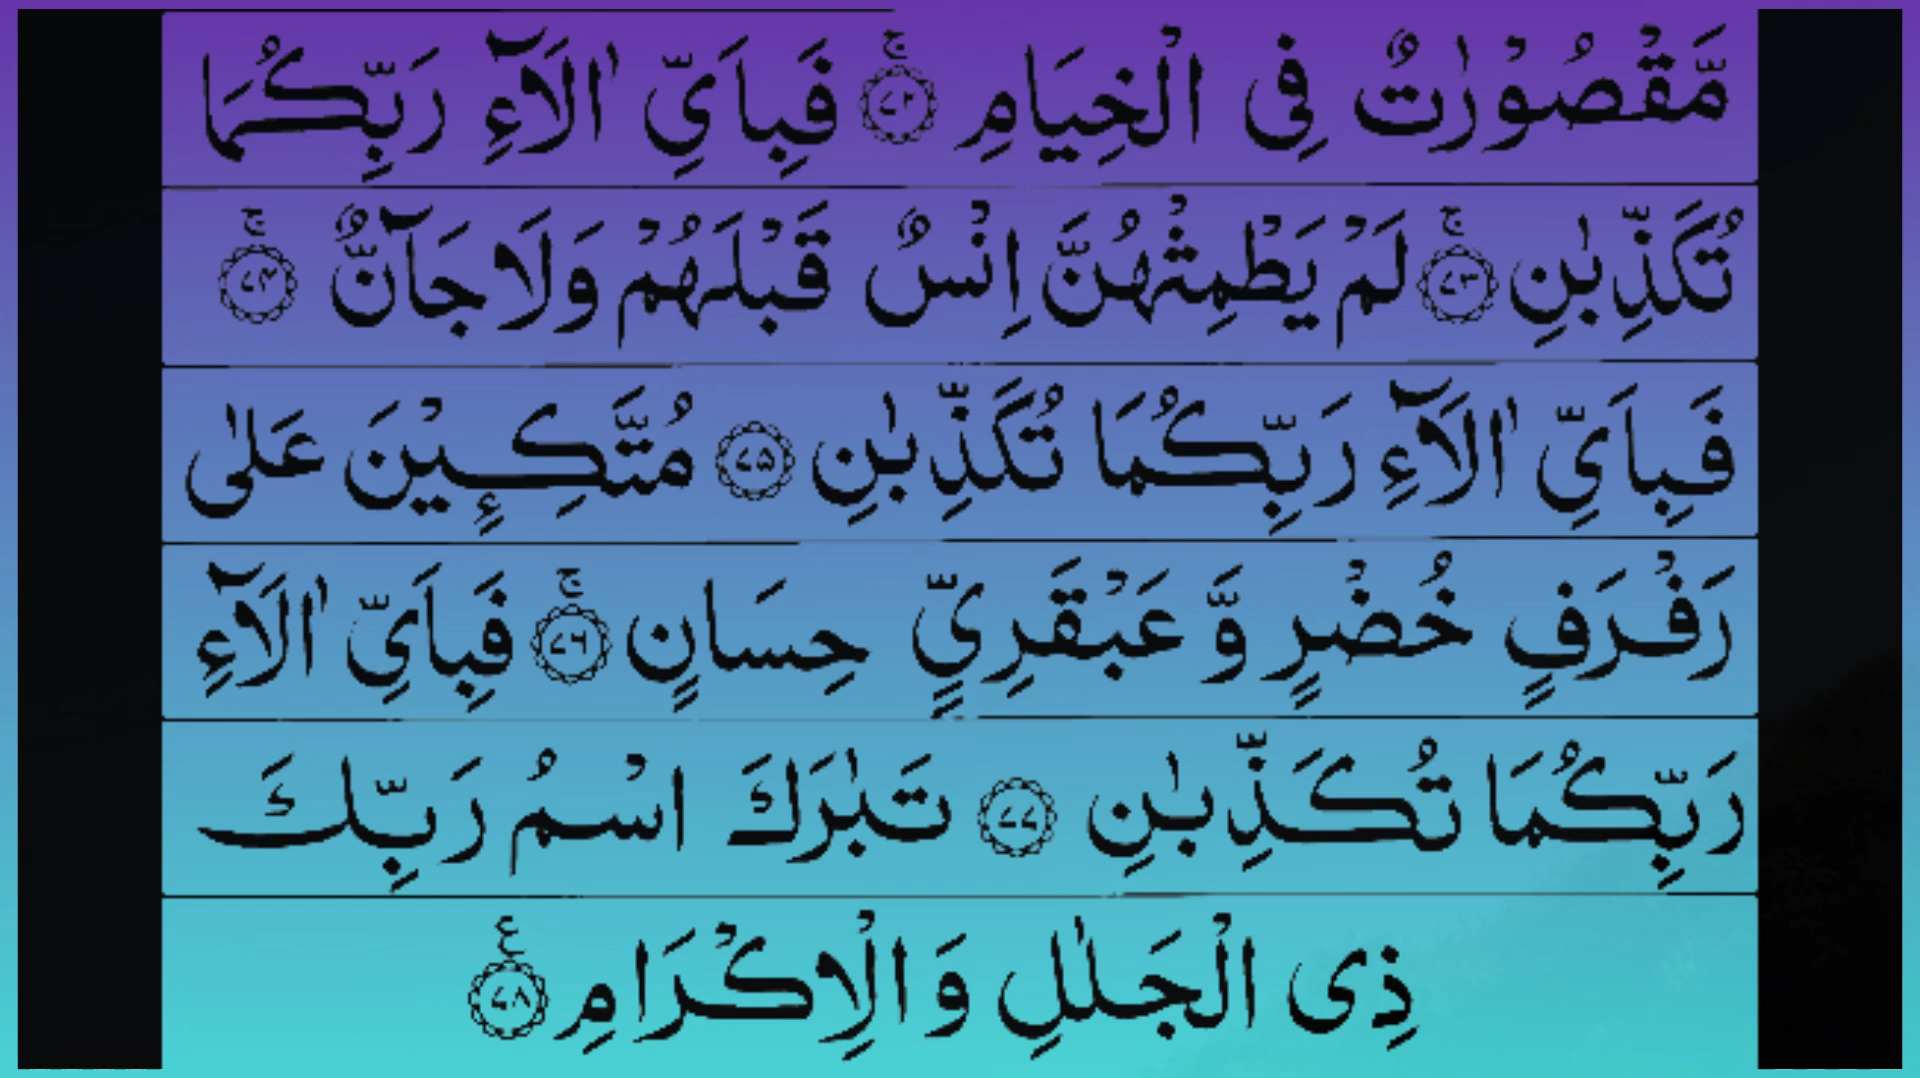 مَّقْصُوْرٰتٌ فِی الْخِیَامِ ﴿۷۲﴾ۚ فَبِاَیِّ اٰلَآءِ رَبِّكُمَا
تُكَذِّبٰنِ ﴿۷۳﴾ۚ لَمْ یَطْمِثْهُنَّ اِنْسٌ قَبْلَهُمْ وَلَا جَآنٌّ ﴿۷۴﴾ۚ
فَبِاَیِّ اٰلَآءِ رَبِّكُمَا تُكَذِّبٰنِ ﴿۷۵﴾ مُتَّكِـِٕیْنَ عَلٰی
رَفْرَفٍ خُضْرٍ وَّ عَبْقَرِیٍّ حِسَانٍ ﴿۷۶﴾ۚ فَبِاَیِّ اٰلَآءِ
رَبِّكُمَا تُكَذِّبٰنِ ﴿۷۷﴾ تَبٰرَكَ اسْمُ رَبِّكَ
ذِی الْجَلٰلِ وَ الْاِكْرَامِ ﴿۷۸﴾ ع